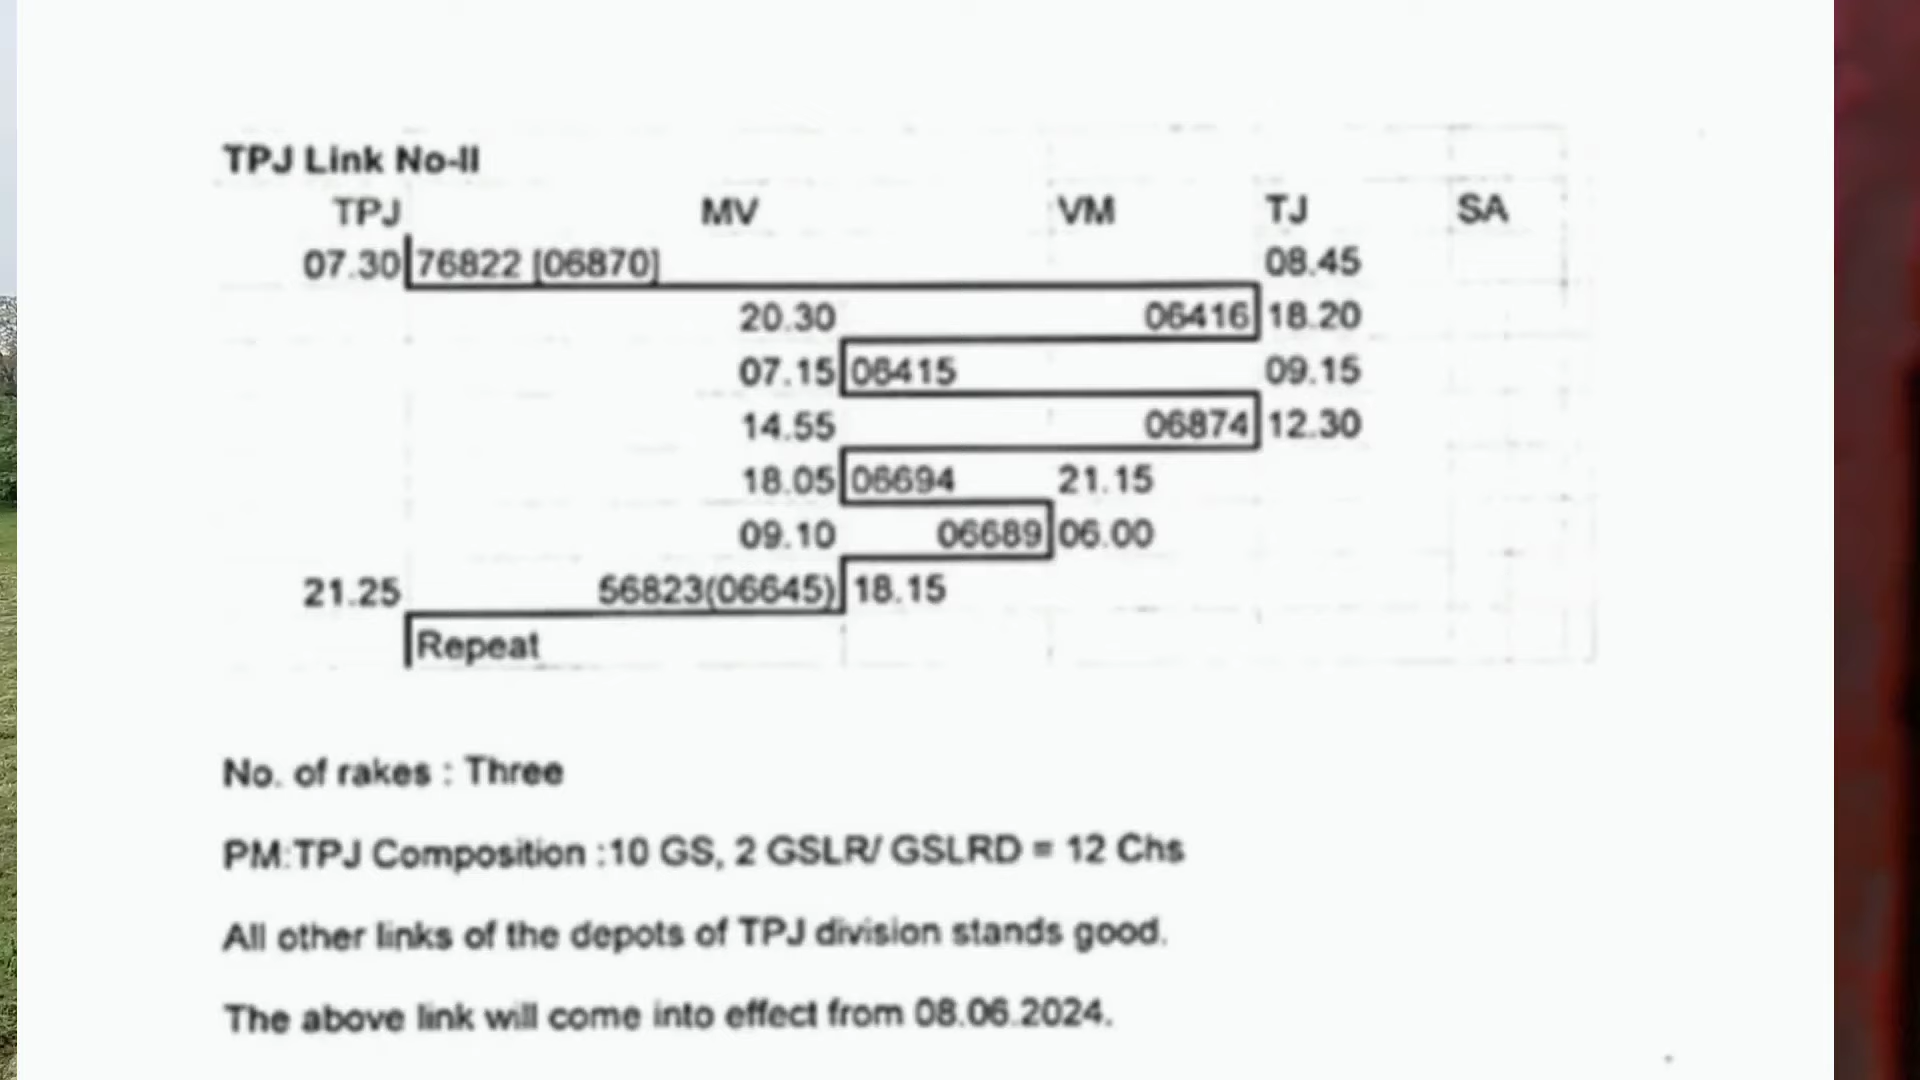 TPJ Link No-II
TPJ MV VM TJ SA
07.30 76822 [06870] 08.45
20.30 06416 18.20
07.15 06415 09.15
14.55 06874 12.30
18.05 06694 21.15
09.10 06689 06.00
21.25 56823(06645) 18.15
Repeat
No. of rakes : Three
PM:TPJ Composition :10 GS, 2 GSLR/ GSLRD = 12 Chs
All other links of the depots of TPJ division stands good.
The above link will come into effect from 08.06.2024.